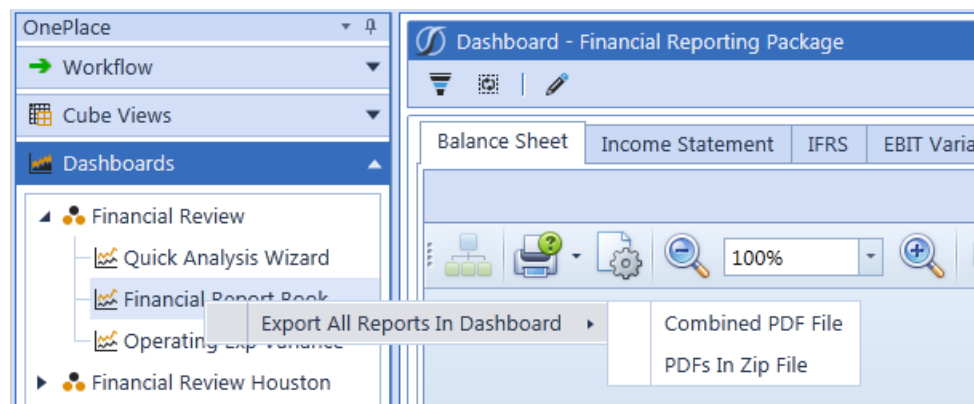 OnePlace
Workflow
Cube Views
Dashboards
Financial Review
Quick Analysis Wizard
Financial Report Book
Operating Exp Variance
Financial Review Houston
Dashboard - Financial Reporting Package
Balance Sheet Income Statement IFRS EBIT Varia
100%
Export All Reports In Dashboard
Combined PDF File
PDFs In Zip File